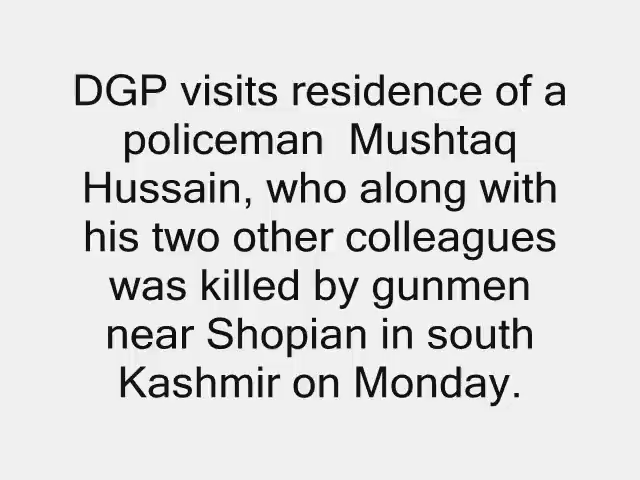 DGP visits residence of a
policeman  Mushtaq
Hussain, who along with
his two other colleagues
was killed by gunmen
near Shopian in south
Kashmir on Monday.